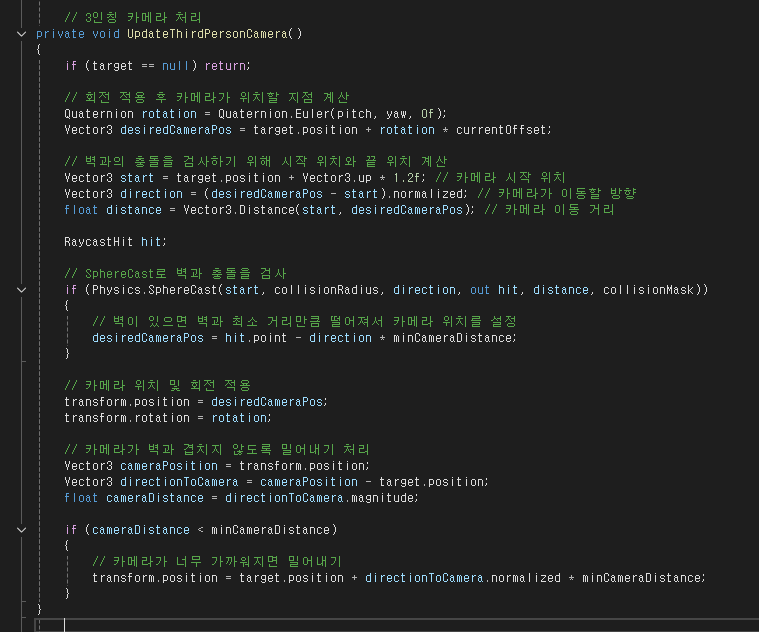 // 3인칭 카메라 처리
private void UpdateThirdPersonCamera()
{
if (target == null) return;
// 회전 적용 후 카메라가 위치할 지점 계산
Quaternion rotation = Quaternion.Euler(pitch, yaw, 0f);
Vector3 desiredCameraPos = target.position + rotation * currentOffset;
// 벽과의 충돌을 검사하기 위해 시작 위치와 끝 위치 계산
Vector3 start = target.position + Vector3.up * 1.2f; // 카메라 시작 위치
Vector3 direction = (desiredCameraPos - start).normalized; // 카메라가 이동할 방향
float distance = Vector3.Distance(start, desiredCameraPos); // 카메라 이동 거리
RaycastHit hit;
// SphereCast로 벽과 충돌을 검사
if (Physics.SphereCast(start, collisionRadius, direction, out hit, distance, collisionMask))
{
// 벽이 있으면 벽과 최소 거리만큼 떨어져서 카메라 위치를 설정
desiredCameraPos = hit.point - direction * minCameraDistance;
}
// 카메라 위치 및 회전 적용
transform.position = desiredCameraPos;
transform.rotation = rotation;
// 카메라가 벽과 겹치지 않도록 밀어내기 처리
Vector3 cameraPosition = transform.position;
Vector3 directionToCamera = cameraPosition - target.position;
float cameraDistance = directionToCamera.magnitude;
if (cameraDistance < minCameraDistance)
{
// 카메라가 너무 가까워지면 밀어내기
transform.position = target.position + directionToCamera.normalized * minCameraDistance;
}
}